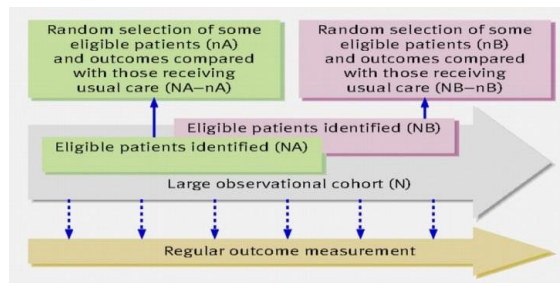 Random selection of some
eligible patients (nA)
and outcomes compared
with those receiving
usual care (NA–nA)
Random selection of some
eligible patients (nB)
and outcomes compared
with those receiving
usual care (NB–nB)
Eligible patients identified (NB)
Eligible patients identified (NA)
Large observational cohort (N)
Regular outcome measurement